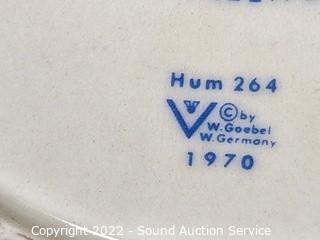 Hum 264
© by
W. Goebel
W. Germany
1970
Copyright 2022 - Sound Auction Service